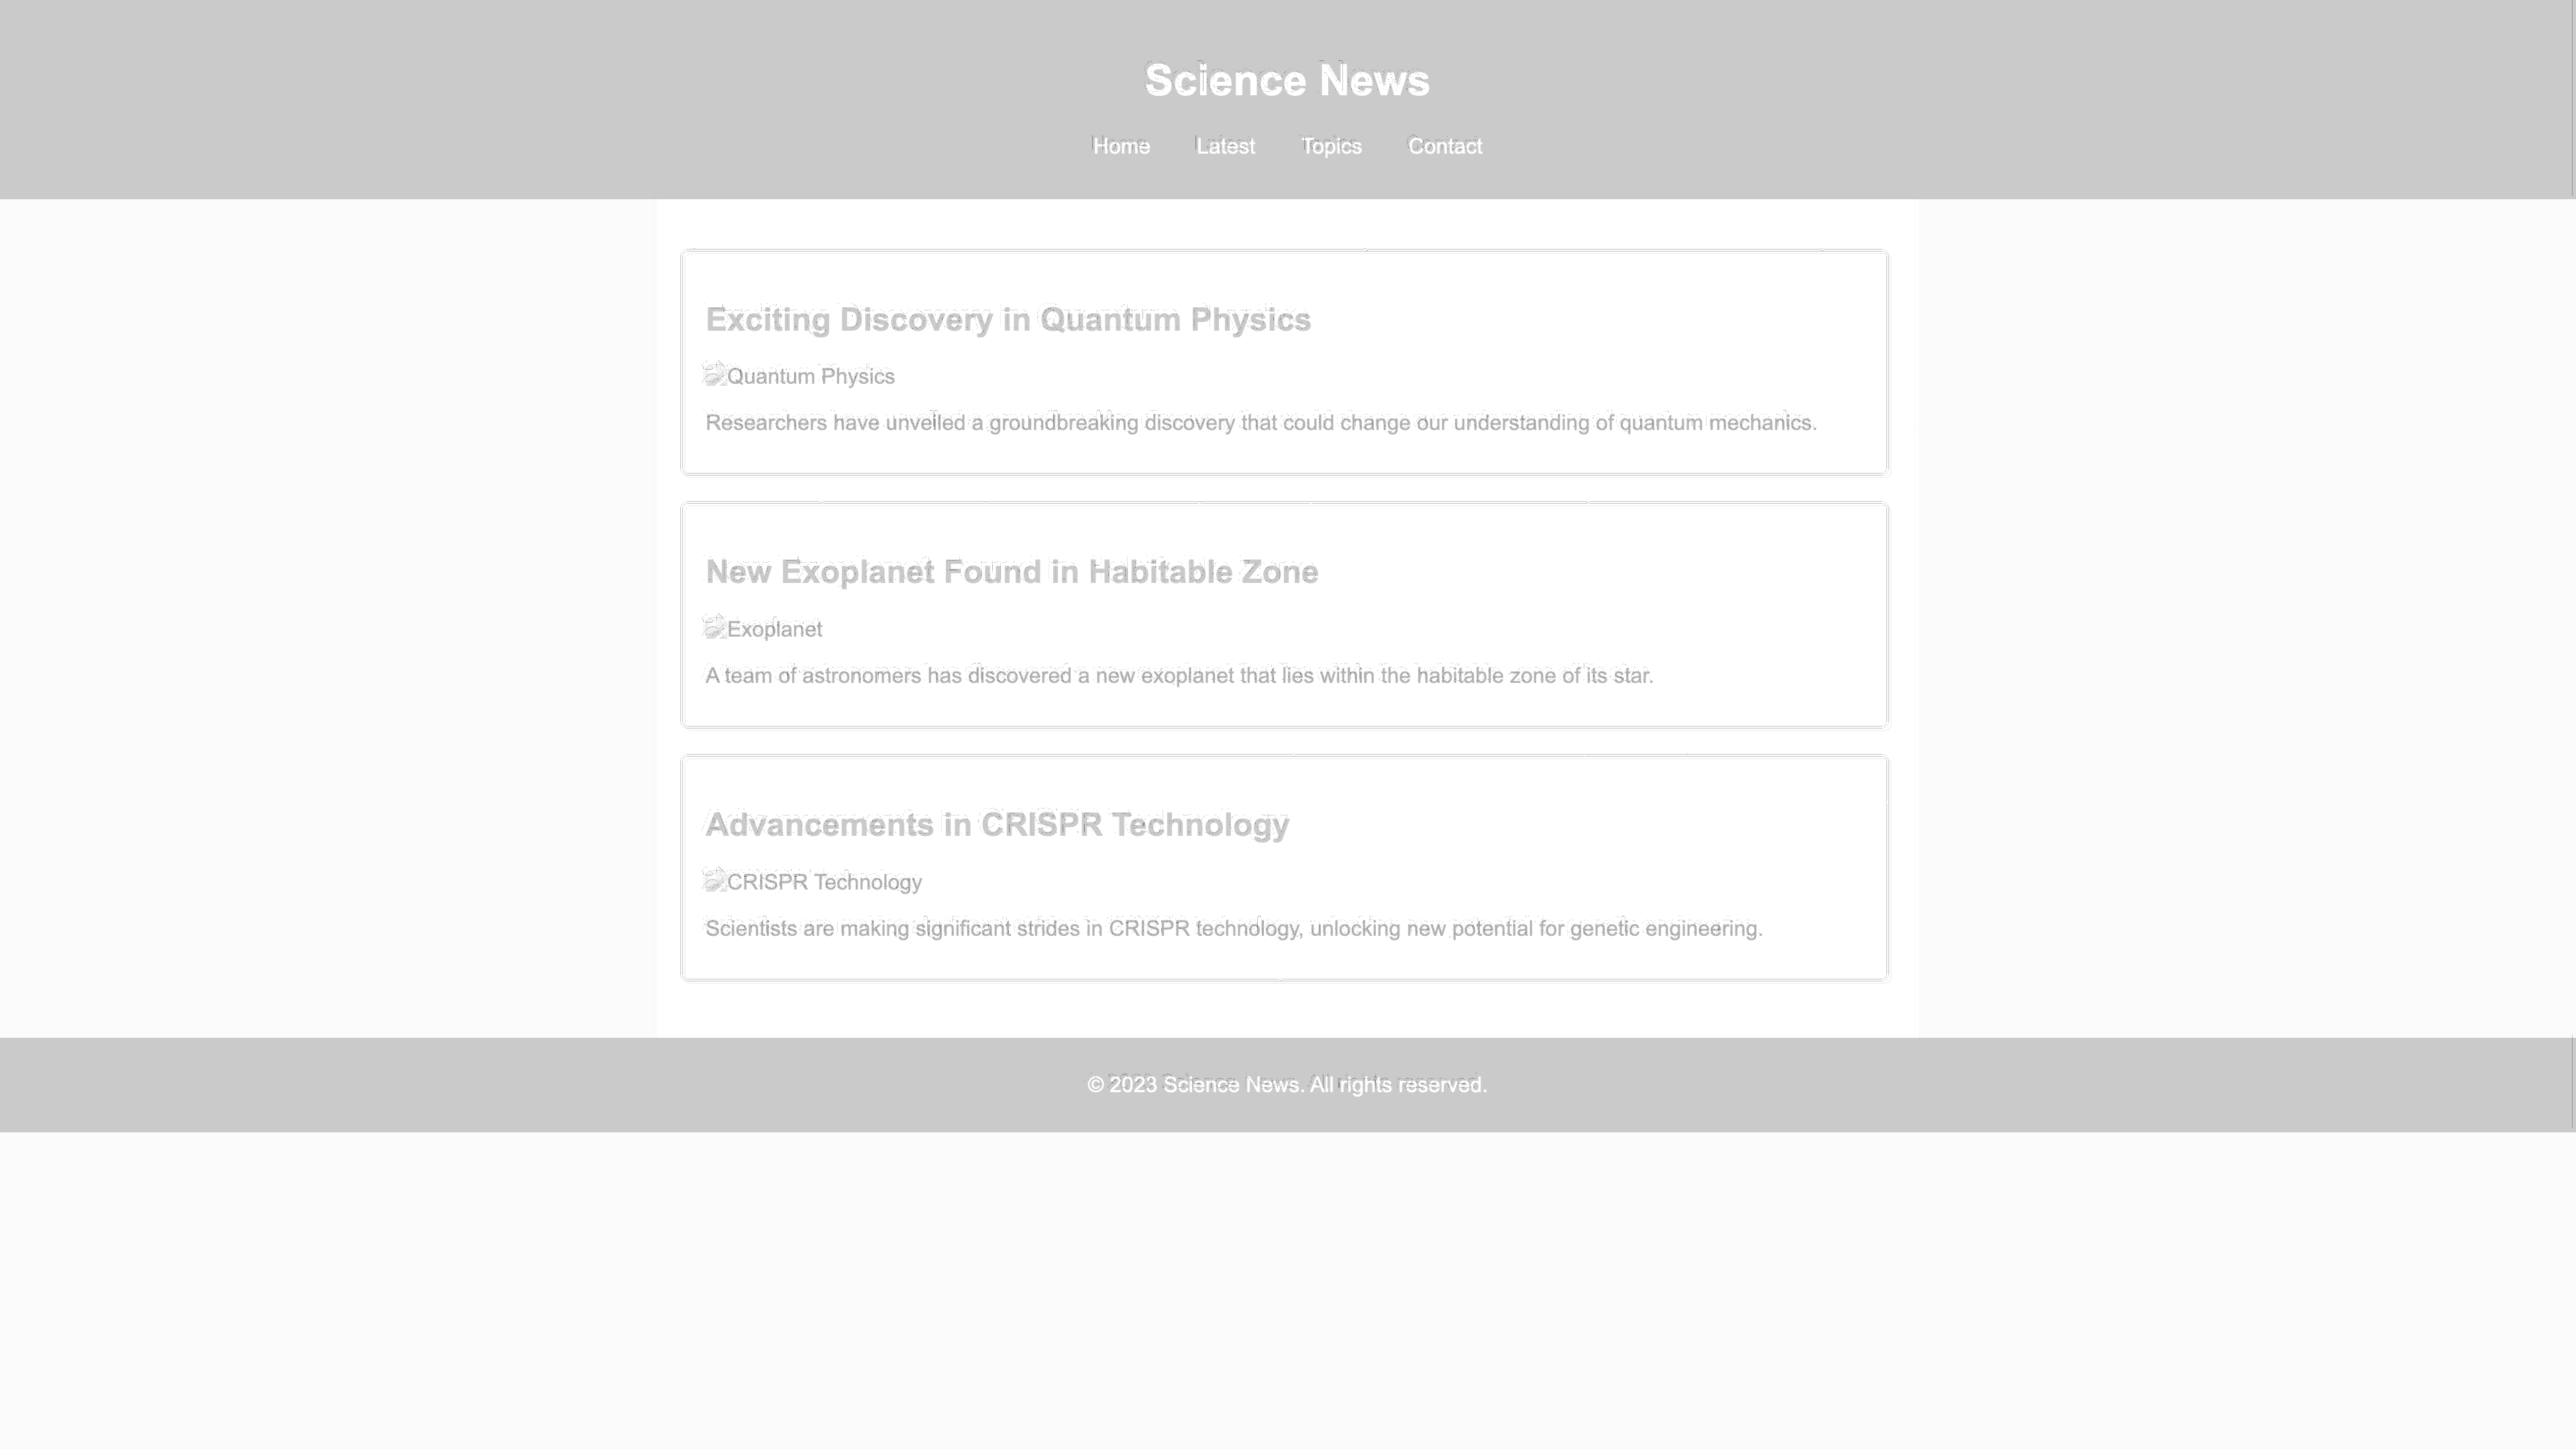 Science News
Home Latest Topics Contact
Exciting Discovery in Quantum Physics
Quantum Physics
Researchers have unveiled a groundbreaking discovery that could change our understanding of quantum mechanics.
New Exoplanet Found in Habitable Zone
Exoplanet
A team of astronomers has discovered a new exoplanet that lies within the habitable zone of its star.
Advancements in CRISPR Technology
CRISPR Technology
Scientists are making significant strides in CRISPR technology, unlocking new potential for genetic engineering.
© 2023 Science News. All rights reserved.